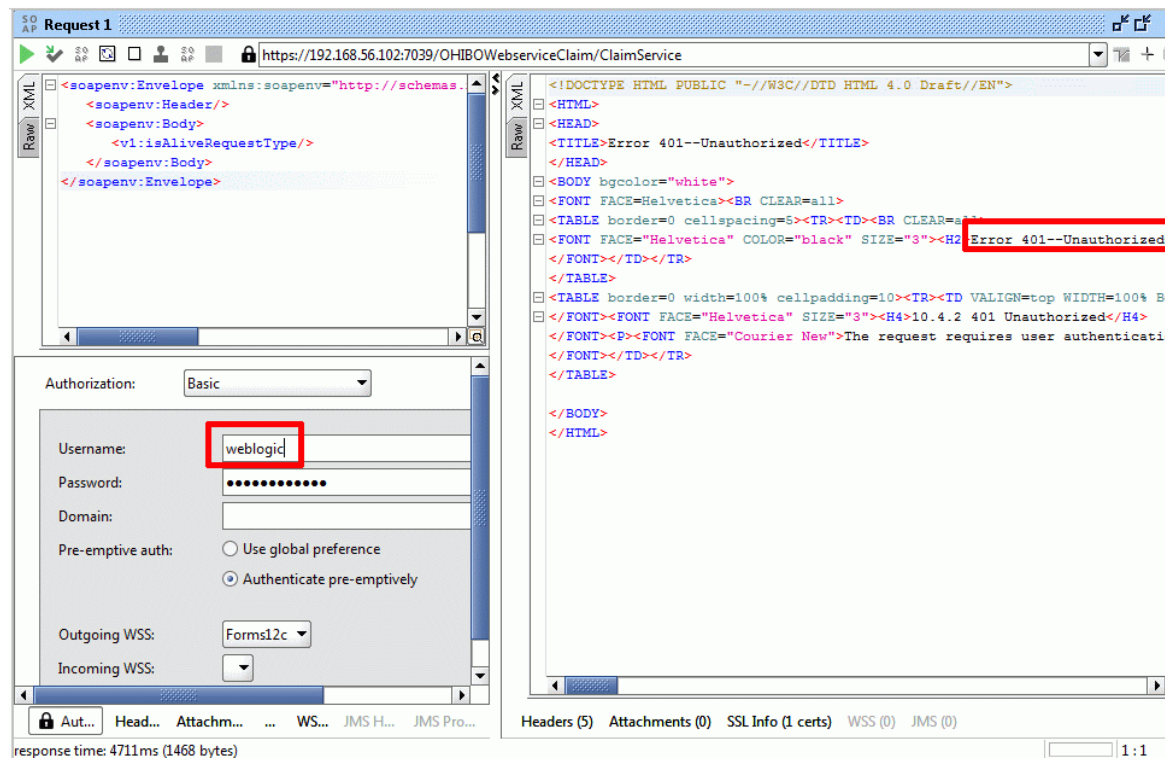 SO AP Request 1
https://192.168.56.102:7039/OHIBOWebserviceClaim/ClaimService
XML
Raw
<soapenv:Envelope xmlns:soapenv="http://schemas.
<soapenv:Header/>
<soapenv:Body>
<v1:isAliveRequestType/>
</soapenv:Body>
</soapenv:Envelope>
Authorization: Basic
Username: weblogic
Password: ●●●●●●●●●●●●
Domain:
Pre-emptive auth: Use global preference
Authenticate pre-emptively
Outgoing WSS: Forms12c
Incoming WSS:
Aut... Head... Attachm... ... WS... JMS H... JMS Pro...
XML
Raw
<!DOCTYPE HTML PUBLIC "-//W3C//DTD HTML 4.0 Draft//EN">
<HTML>
<HEAD>
<TITLE>Error 401--Unauthorized</TITLE>
</HEAD>
<BODY bgcolor="white">
<FONT FACE=Helvetica><BR CLEAR=all>
<TABLE border=0 cellspacing=5><TR><TD><BR CLEAR=all>
<FONT FACE="Helvetica" COLOR="black" SIZE="3"><H2>Error 401--Unauthorized
</FONT></TD></TR>
</TABLE>
<TABLE border=0 width=100% cellpadding=10><TR><TD VALIGN=top WIDTH=100% B
</FONT><FONT FACE="Helvetica" SIZE="3"><H4>10.4.2 401 Unauthorized</H4>
</FONT><P><FONT FACE="Courier New">The request requires user authenticati
</FONT></TD></TR>
</TABLE>
</BODY>
</HTML>
Headers (5) Attachments (0) SSL Info (1 certs) WSS (0) JMS (0)
response time: 4711ms (1468 bytes)
1:1